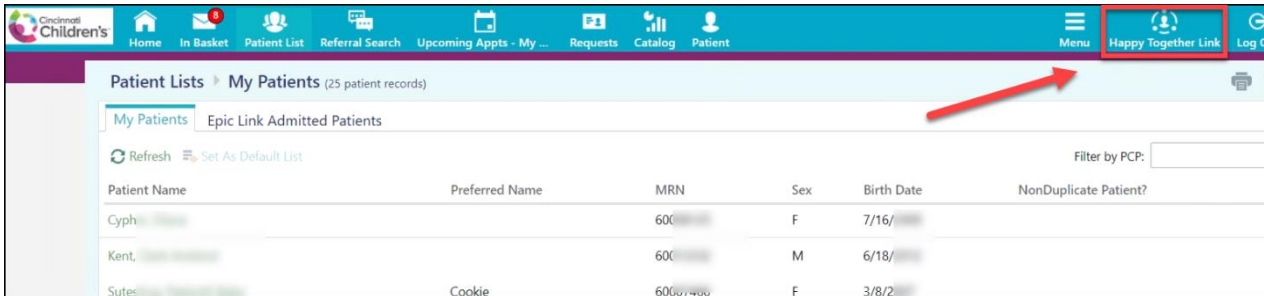 Cincinnati
Children's
Home
8
In Basket
Patient List
Referral Search
Upcoming Appts - My ...
Requests
Catalog
Patient
Menu
Happy Together Link
Log
Patient Lists My Patients (25 patient records)
My Patients Epic Link Admitted Patients
Refresh Set As Default List
Filter by PCP:
Patient Name Preferred Name MRN Sex Birth Date NonDuplicate Patient?
Cyph 600 F 7/16/
Kent, 600 M 6/18/
Cookie F 3/8/2